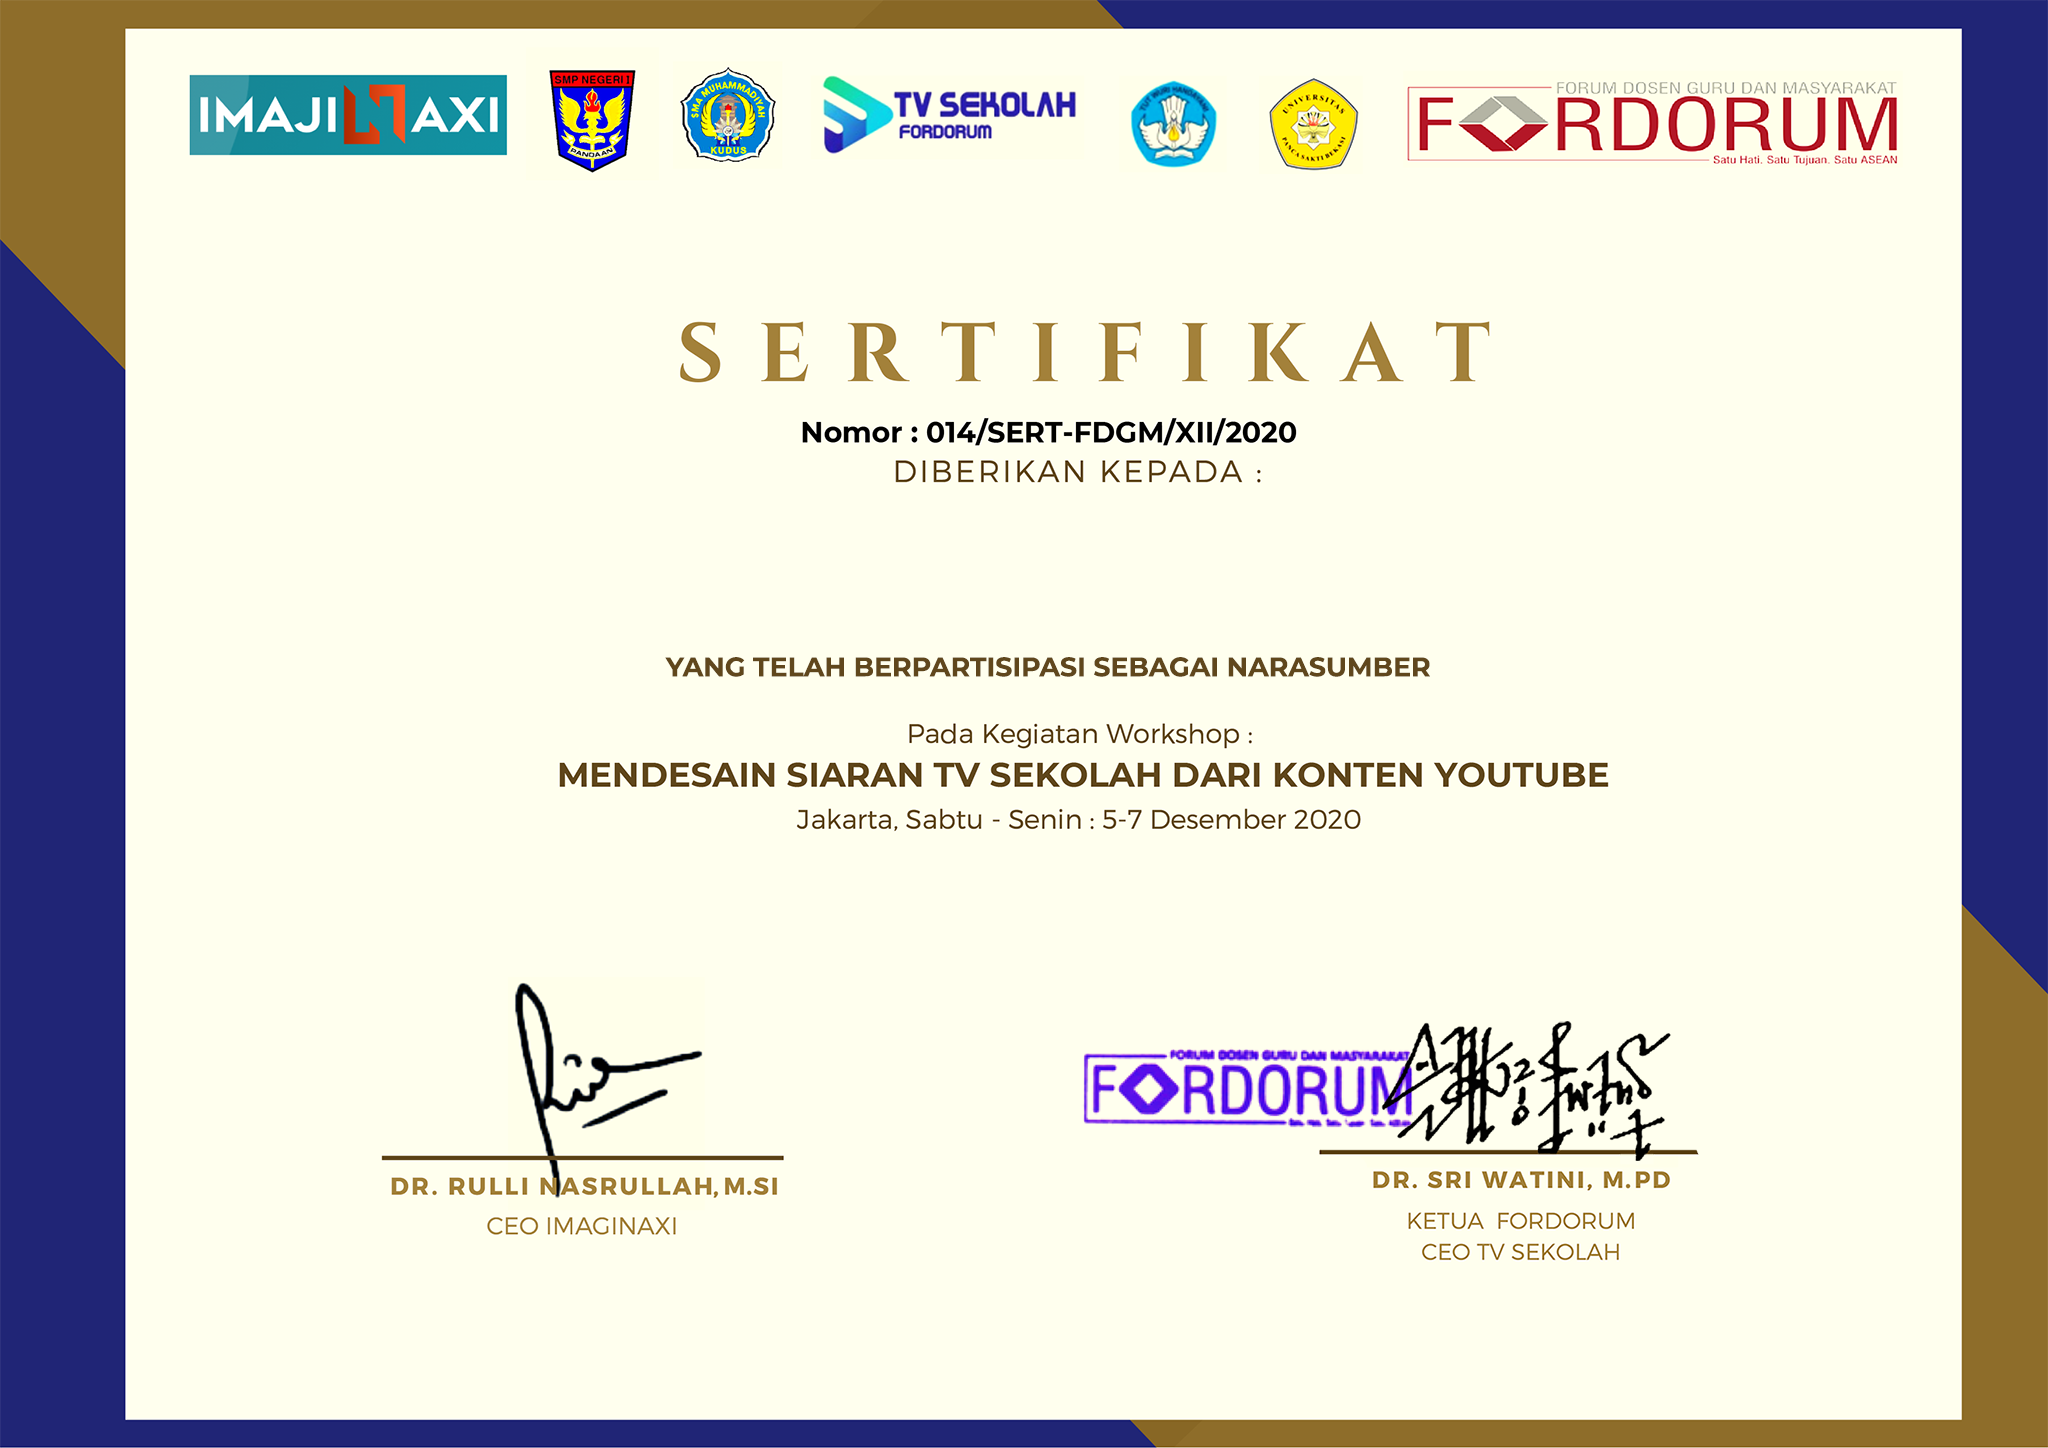 IMAJI AXI
SMP NEGERI 1
PANDAAN
SMA MUHAMMADIYAH
KUDUS
TV SEKOLAH
FORDORUM
TUT WURI HANDAYANI
UNIVERSITAS
PANCA SAKTI BEKASI
FORUM DOSEN GURU DAN MASYARAKAT
FORDORUM
Satu Hati. Satu Tujuan. Satu ASEAN
SERTIFIKAT
Nomor : 014/SERT-FDGM/XII/2020
DIBERIKAN KEPADA :
YANG TELAH BERPARTISIPASI SEBAGAI NARASUMBER
Pada Kegiatan Workshop :
MENDESAIN SIARAN TV SEKOLAH DARI KONTEN YOUTUBE
Jakarta, Sabtu - Senin : 5-7 Desember 2020
FORUM DOSEN GURU DAN MASYARAKAT
FORDORUM
DR. RULLI NASRULLAH, M.SI
CEO IMAGINAXI
DR. SRI WATINI, M.PD
KETUA FORDORUM
CEO TV SEKOLAH